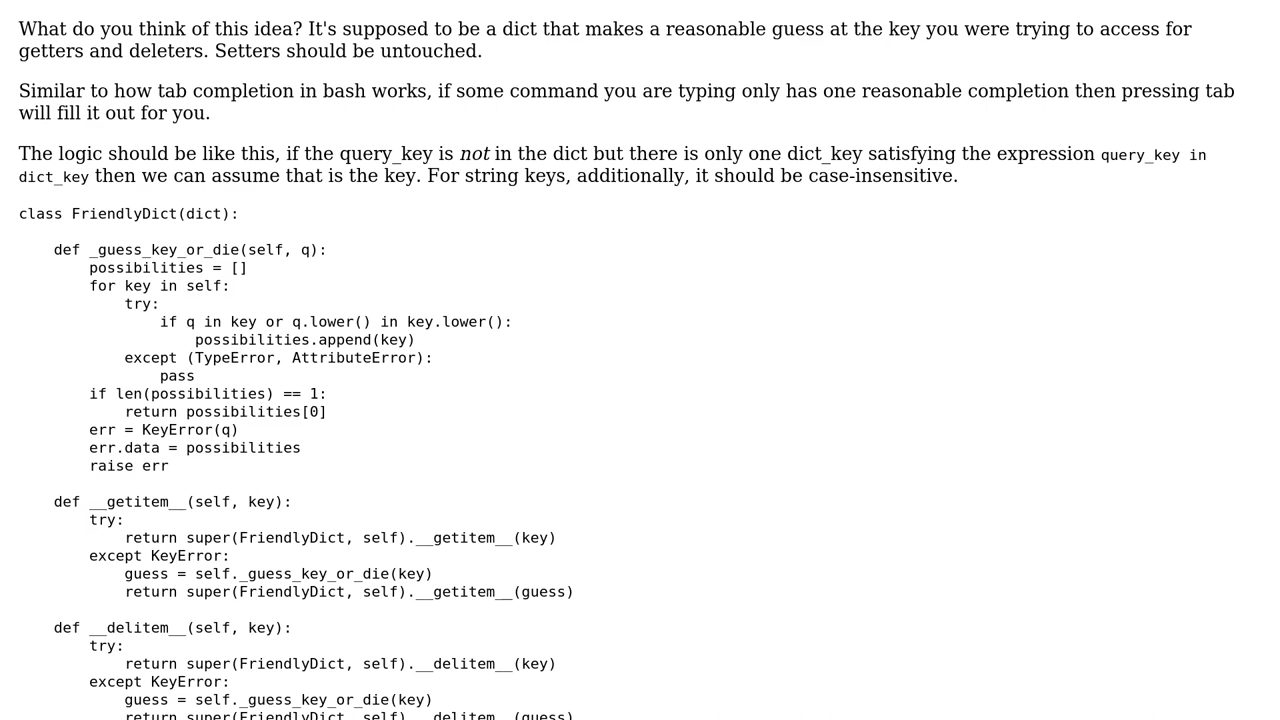 What do you think of this idea? It's supposed to be a dict that makes a reasonable guess at the key you were trying to access for
getters and deleters. Setters should be untouched.
Similar to how tab completion in bash works, if some command you are typing only has one reasonable completion then pressing tab
will fill it out for you.
The logic should be like this, if the query_key is not in the dict but there is only one dict_key satisfying the expression query_key in
dict_key then we can assume that is the key. For string keys, additionally, it should be case-insensitive.
class FriendlyDict(dict):
    def _guess_key_or_die(self, q):
        possibilities = []
        for key in self:
            try:
                if q in key or q.lower() in key.lower():
                    possibilities.append(key)
            except (TypeError, AttributeError):
                pass
        if len(possibilities) == 1:
            return possibilities[0]
        err = KeyError(q)
        err.data = possibilities
        raise err
    def __getitem__(self, key):
        try:
            return super(FriendlyDict, self).__getitem__(key)
        except KeyError:
            guess = self._guess_key_or_die(key)
            return super(FriendlyDict, self).__getitem__(guess)
    def __delitem__(self, key):
        try:
            return super(FriendlyDict, self).__delitem__(key)
        except KeyError:
            guess = self._guess_key_or_die(key)
            return super(FriendlyDict, self).__delitem__(guess)